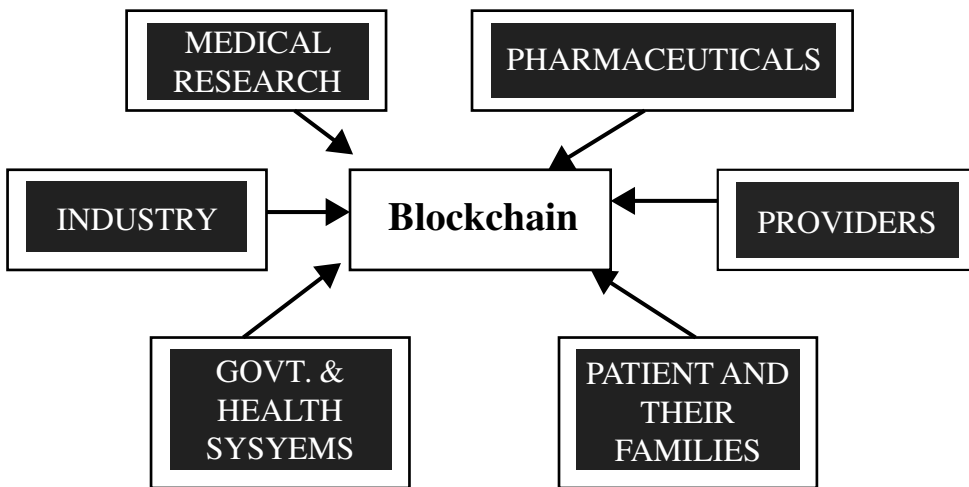 MEDICAL
RESEARCH
PHARMACEUTICALS
INDUSTRY
Blockchain
PROVIDERS
GOVT. &
HEALTH
SYSYEMS
PATIENT AND
THEIR
FAMILIES